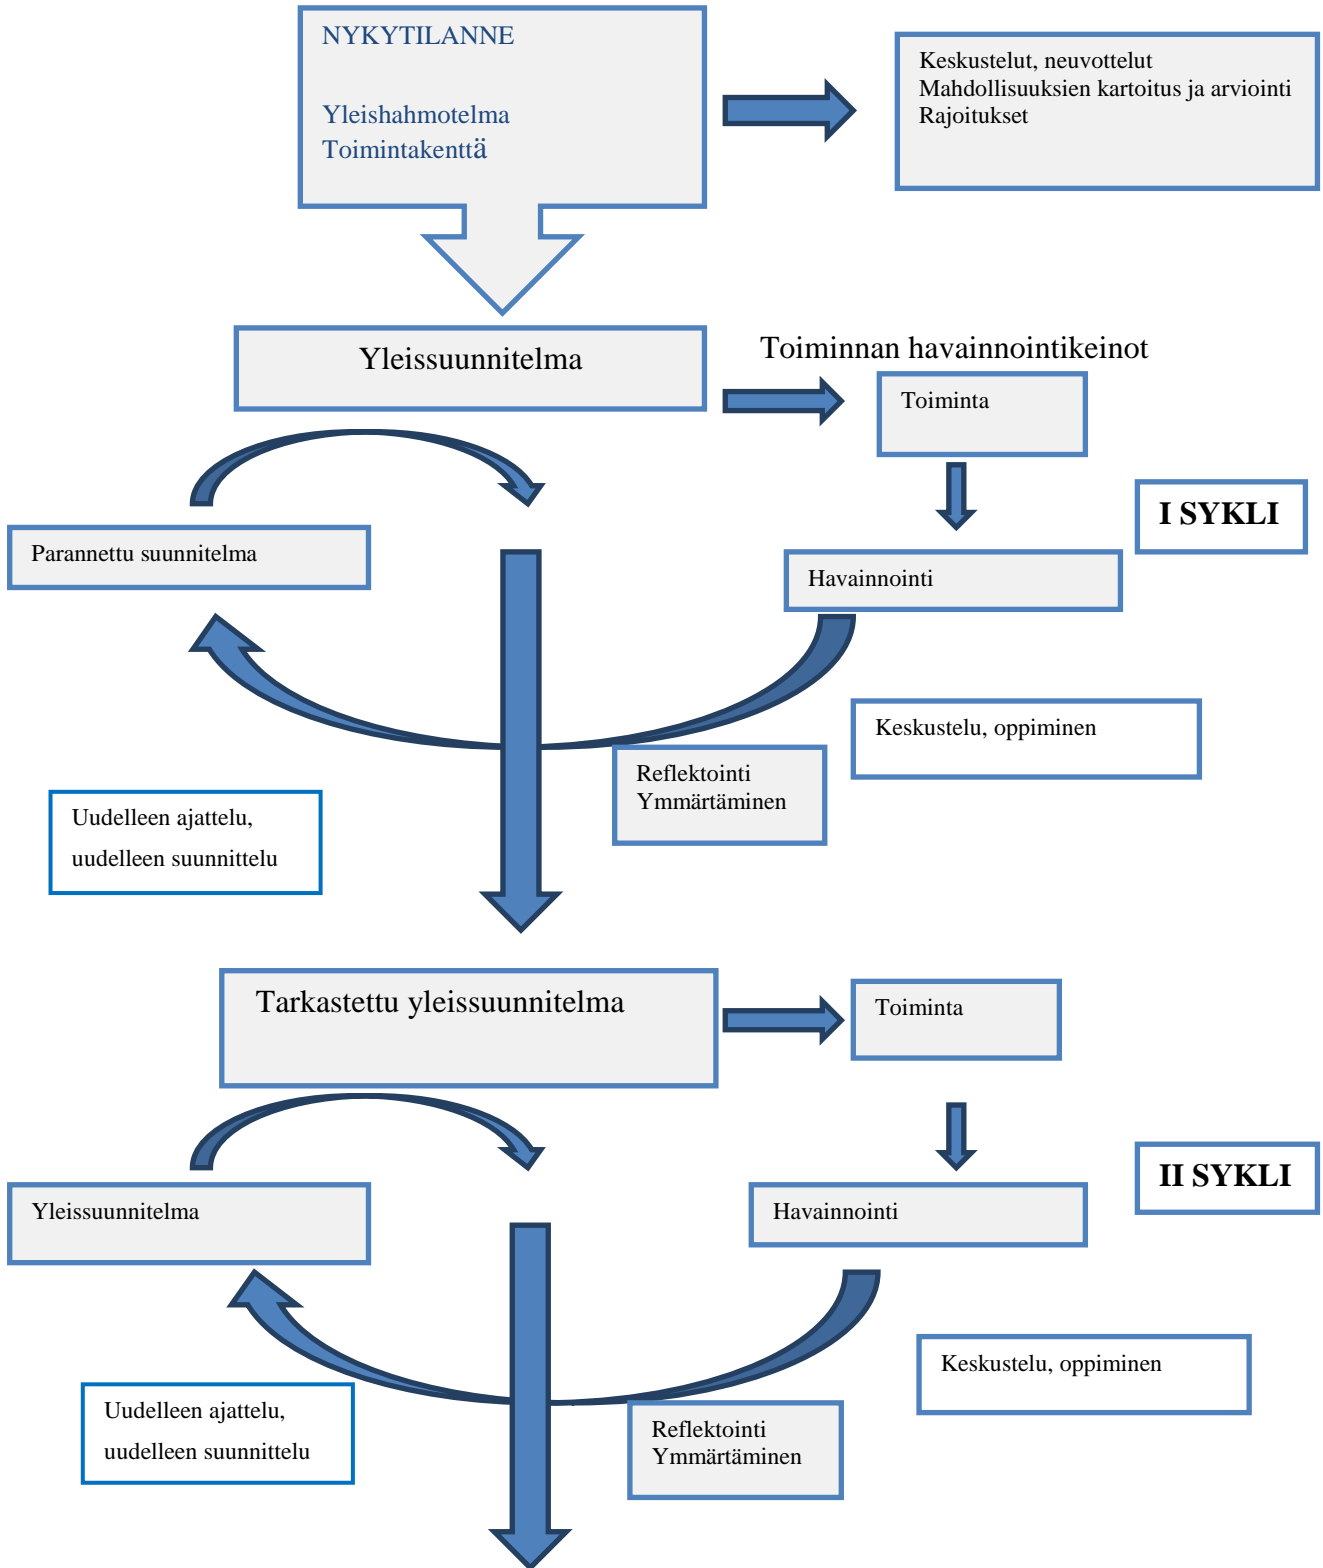 NYKYTILANNE
Yleishahmotelma
Toimintakenttä
Keskustelut, neuvottelut
Mahdollisuuksien kartoitus ja arviointi
Rajoitukset
Yleissuunnitelma
Toiminnan havainnointikeinot
Toiminta
I SYKLI
Parannettu suunnitelma
Havainnointi
Keskustelu, oppiminen
Reflektointi
Ymmärtäminen
Uudelleen ajattelu,
uudelleen suunnittelu
Tarkastettu yleissuunnitelma
Toiminta
II SYKLI
Yleissuunnitelma
Havainnointi
Keskustelu, oppiminen
Uudelleen ajattelu,
uudelleen suunnittelu
Reflektointi
Ymmärtäminen